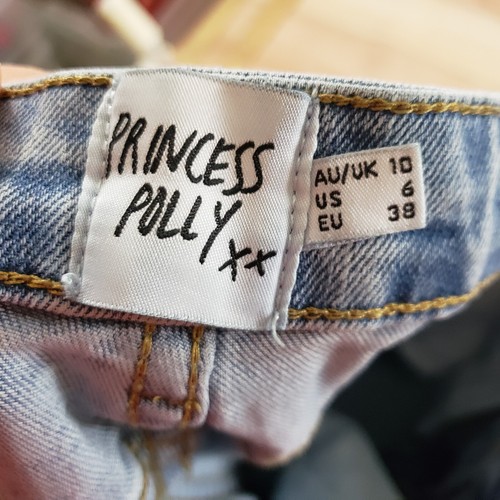 PRINCESS
POLLY xx
AU/UK 10
US 6
EU 38